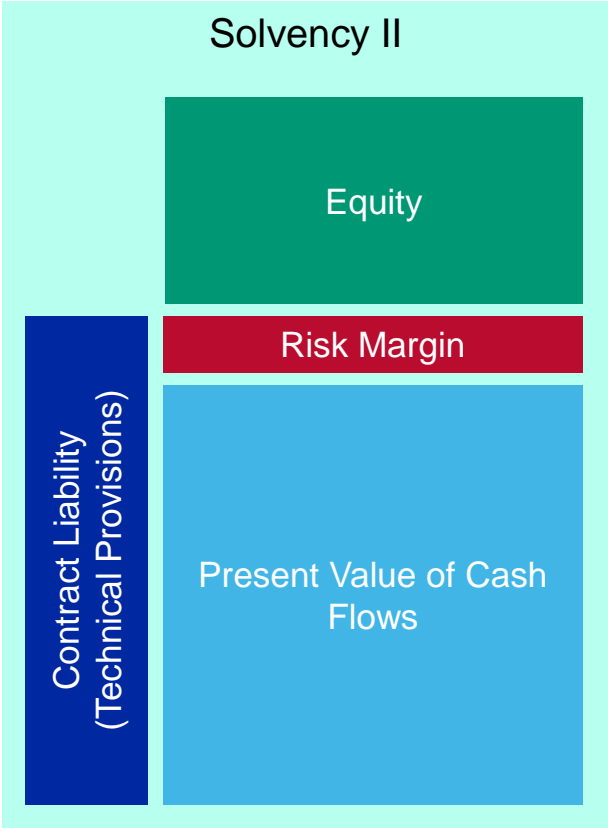 Solvency II
Equity
Risk Margin
Contract Liability
(Technical Provisions)
Present Value of Cash
Flows